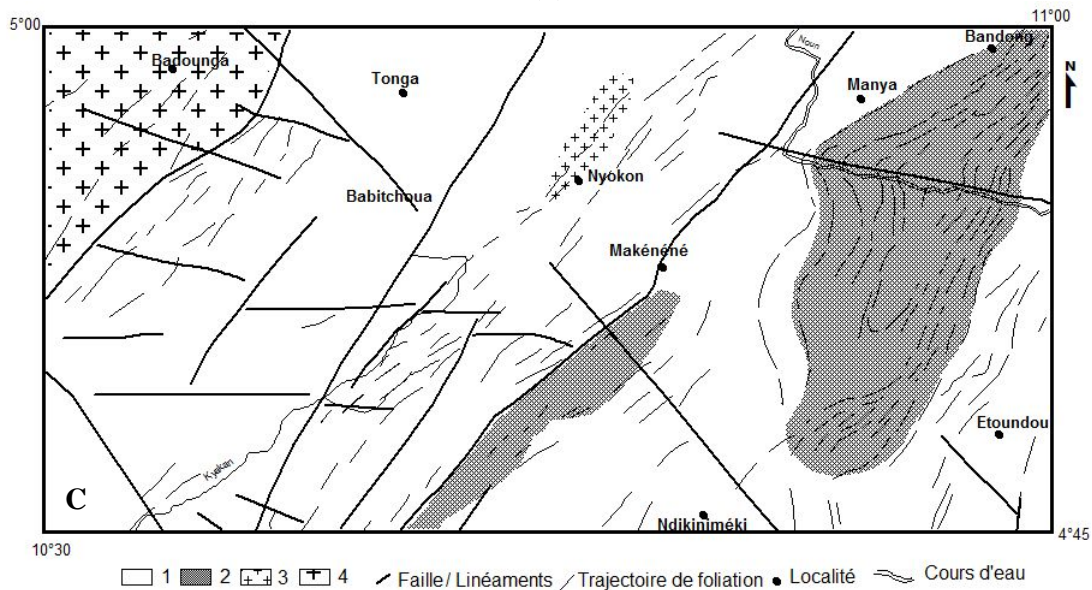 5°00
11°00
Badounga
Tonga
Noun
Bandong
N
Manya
Nyokon
Babitchoua
Makénéné
Etoundou
Kyekan
C
Ndikiniméki
10°30
4°45
1 2 3 4 Faille/ Linéaments Trajectoire de foliation Localité Cours d'eau